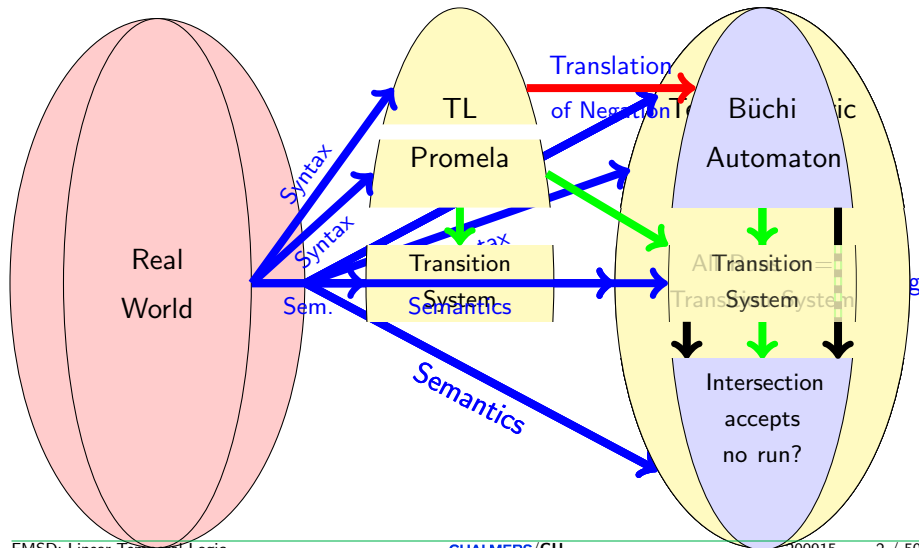 Translation
of Negation
TL
Büchi
Promela
Automaton
Syntax
Syntax
Real
World
Transition
System
Sem.
Semantics
Transition
System
Semantics
Intersection
accepts
no run?
FMSD: Linear Temporal Logic
CHALMERS/GU